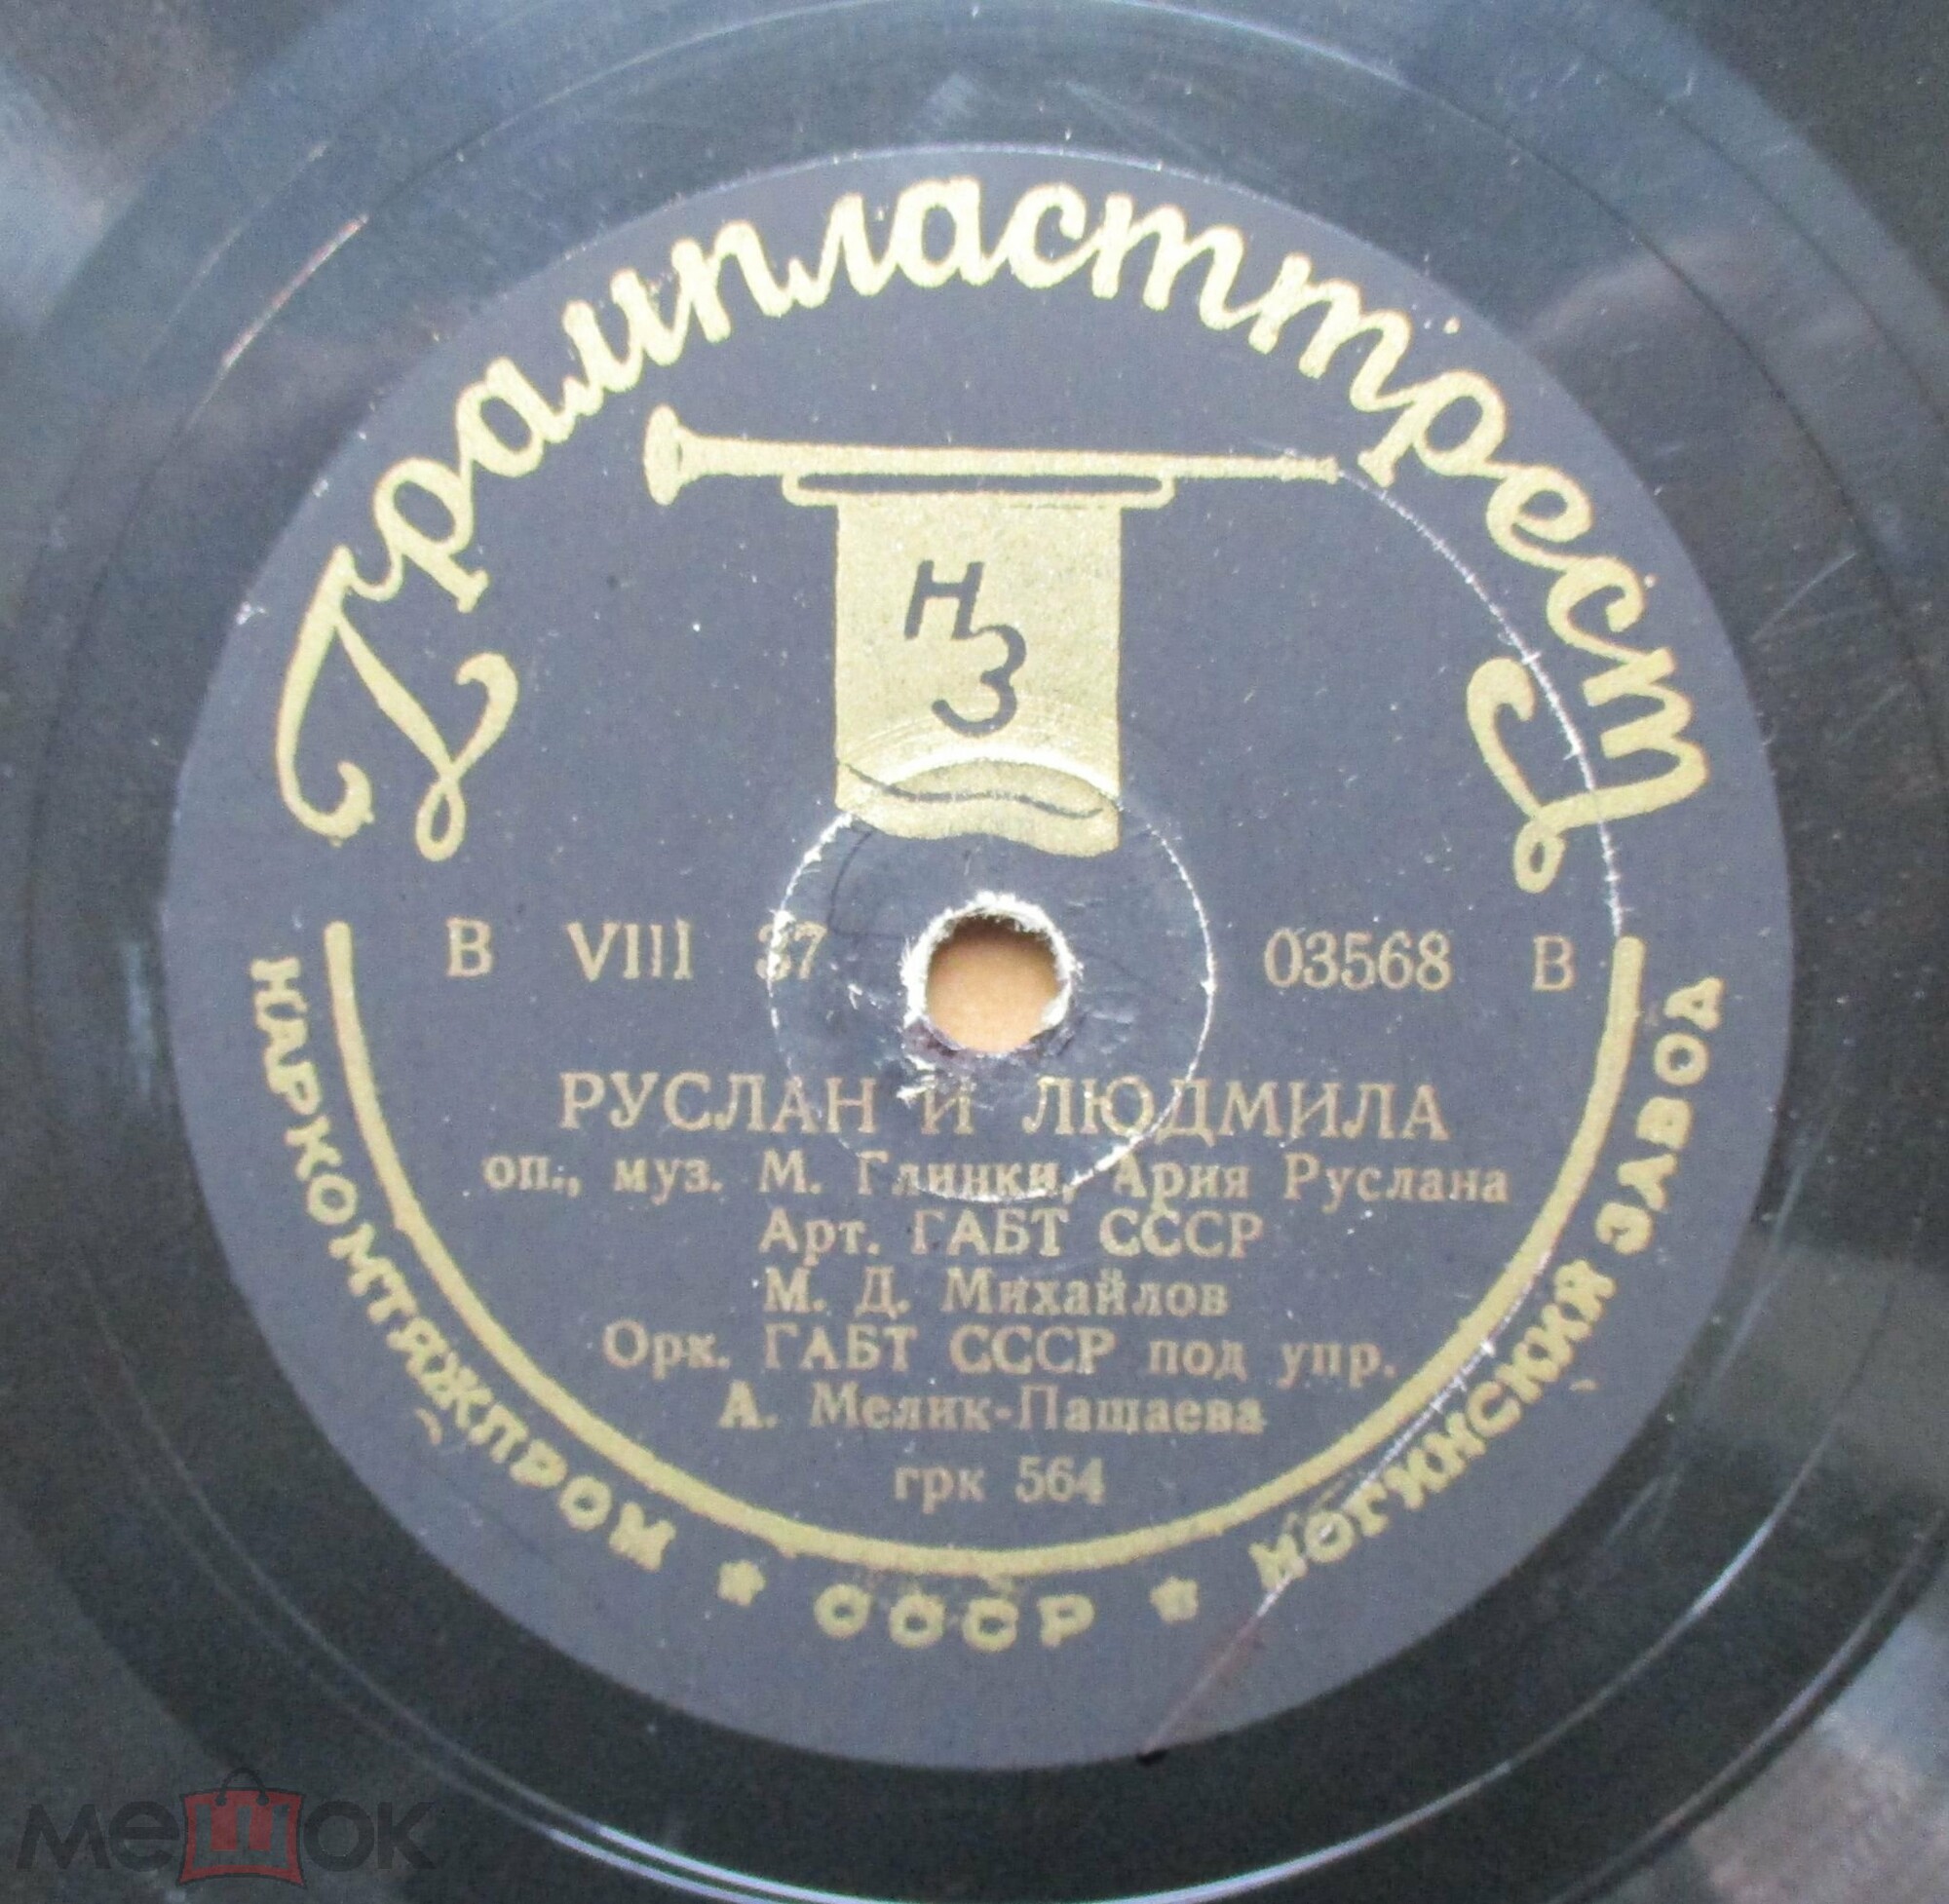 Грампласттрест
НЗ
В VIII 37 03568 В
РУСЛАН И ЛЮДМИЛА
оп., муз. М. Глинки, Ария Руслана
Арт. ГАБТ СССР
М. Д. Михайлов
Орк. ГАБТ СССР под упр.
А. Мелик-Пашаева
грк 564
НАРКОМТЯЖПРОМ ★ СССР ★ НОГИНСКИЙ ЗАВОД
мешок